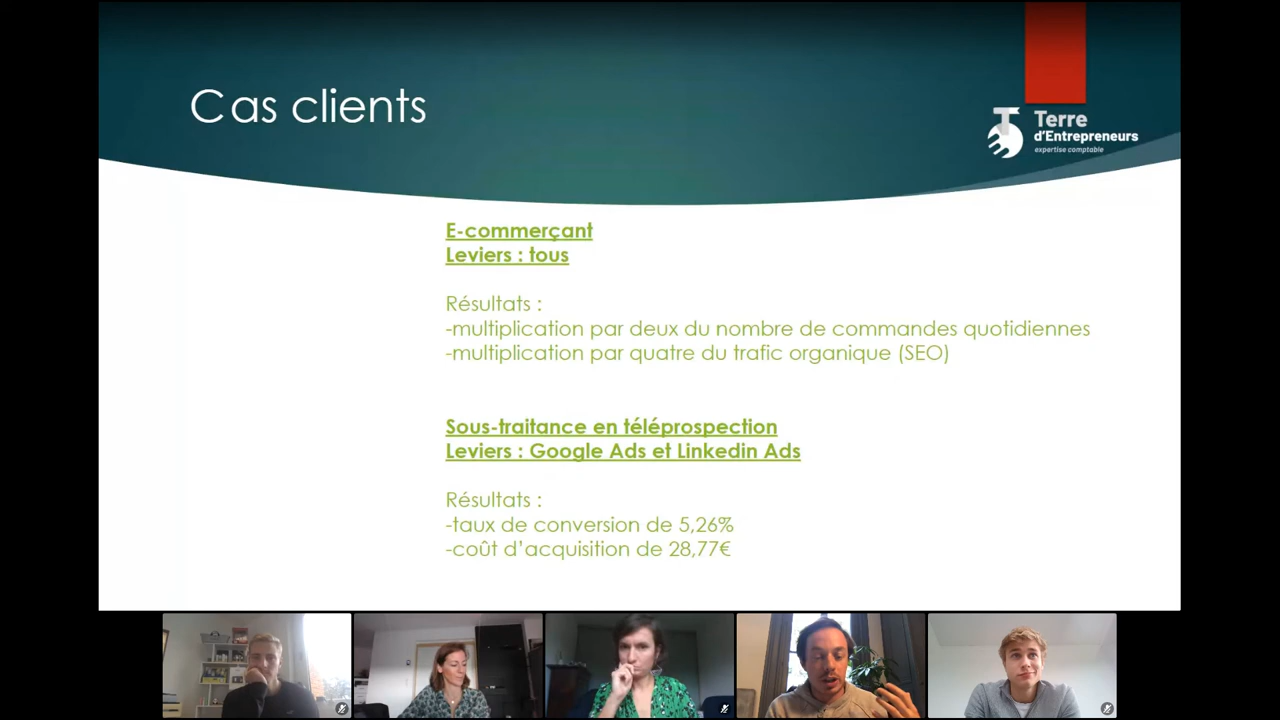 Cas clients
Terre
d'Entrepreneurs
expertise comptable
E-commerçant
Leviers : tous
Résultats :
-multiplication par deux du nombre de commandes quotidiennes
-multiplication par quatre du trafic organique (SEO)
Sous-traitance en téléprospection
Leviers : Google Ads et Linkedin Ads
Résultats :
-taux de conversion de 5,26%
-coût d’acquisition de 28,77€